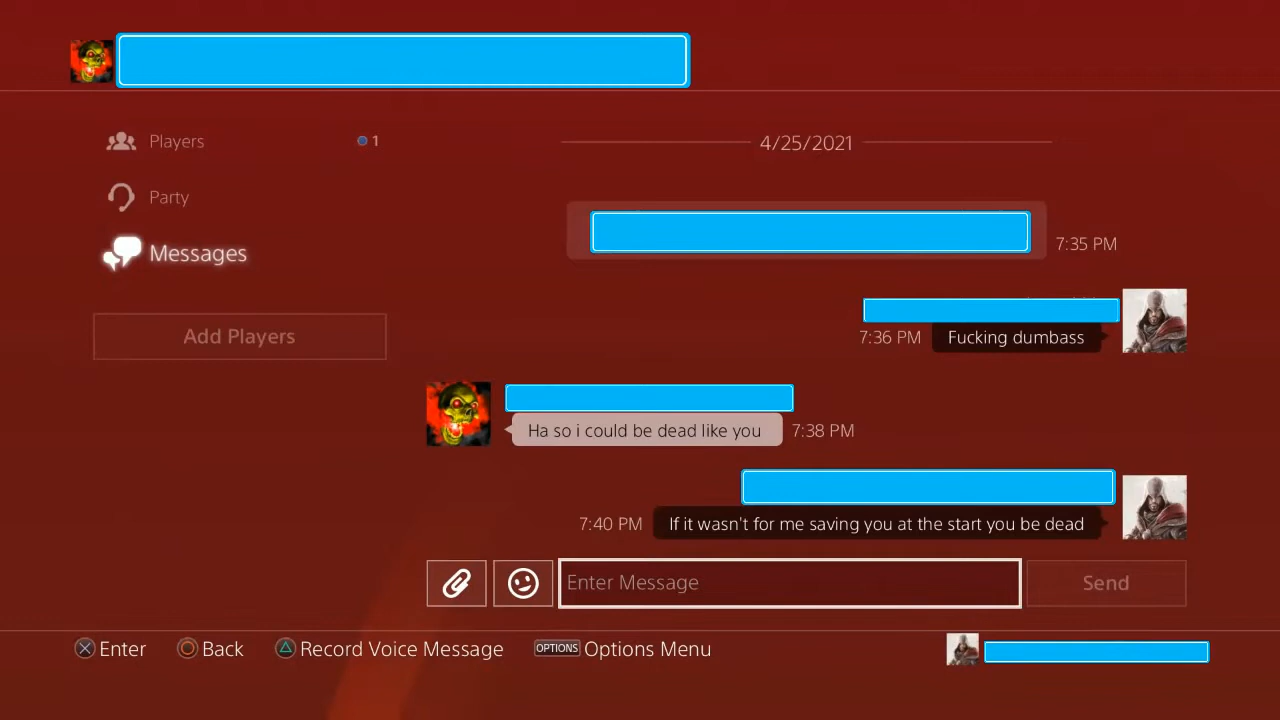 Players
1
4/25/2021
Party
7:35 PM
Messages
Add Players
7:36 PM Fucking dumbass
Ha so i could be dead like you 7:38 PM
7:40 PM If it wasn't for me saving you at the start you be dead
Enter Message
Send
Enter Back Record Voice Message OPTIONS Options Menu